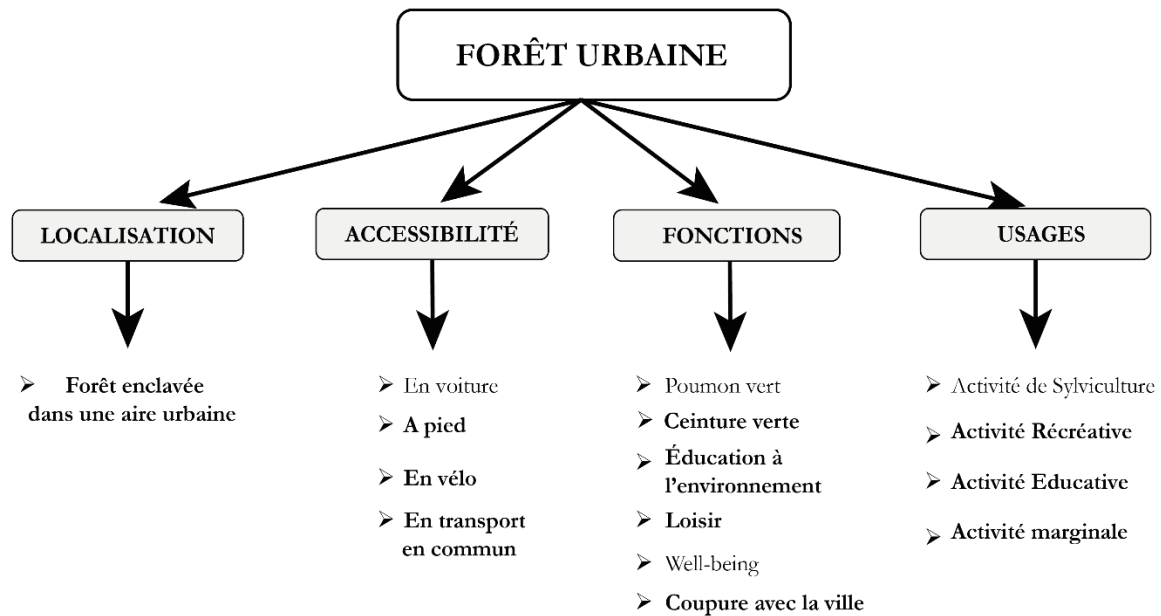 FORÊT URBAINE
LOCALISATION
Forêt enclavée
dans une aire urbaine
ACCESSIBILITÉ
En voiture
A pied
En vélo
En transport
en commun
FONCTIONS
Poumon vert
Ceinture verte
Éducation à
l'environnement
Loisir
Well-being
Coupure avec la ville
USAGES
Activité de Sylviculture
Activité Récréative
Activité Educative
Activité marginale